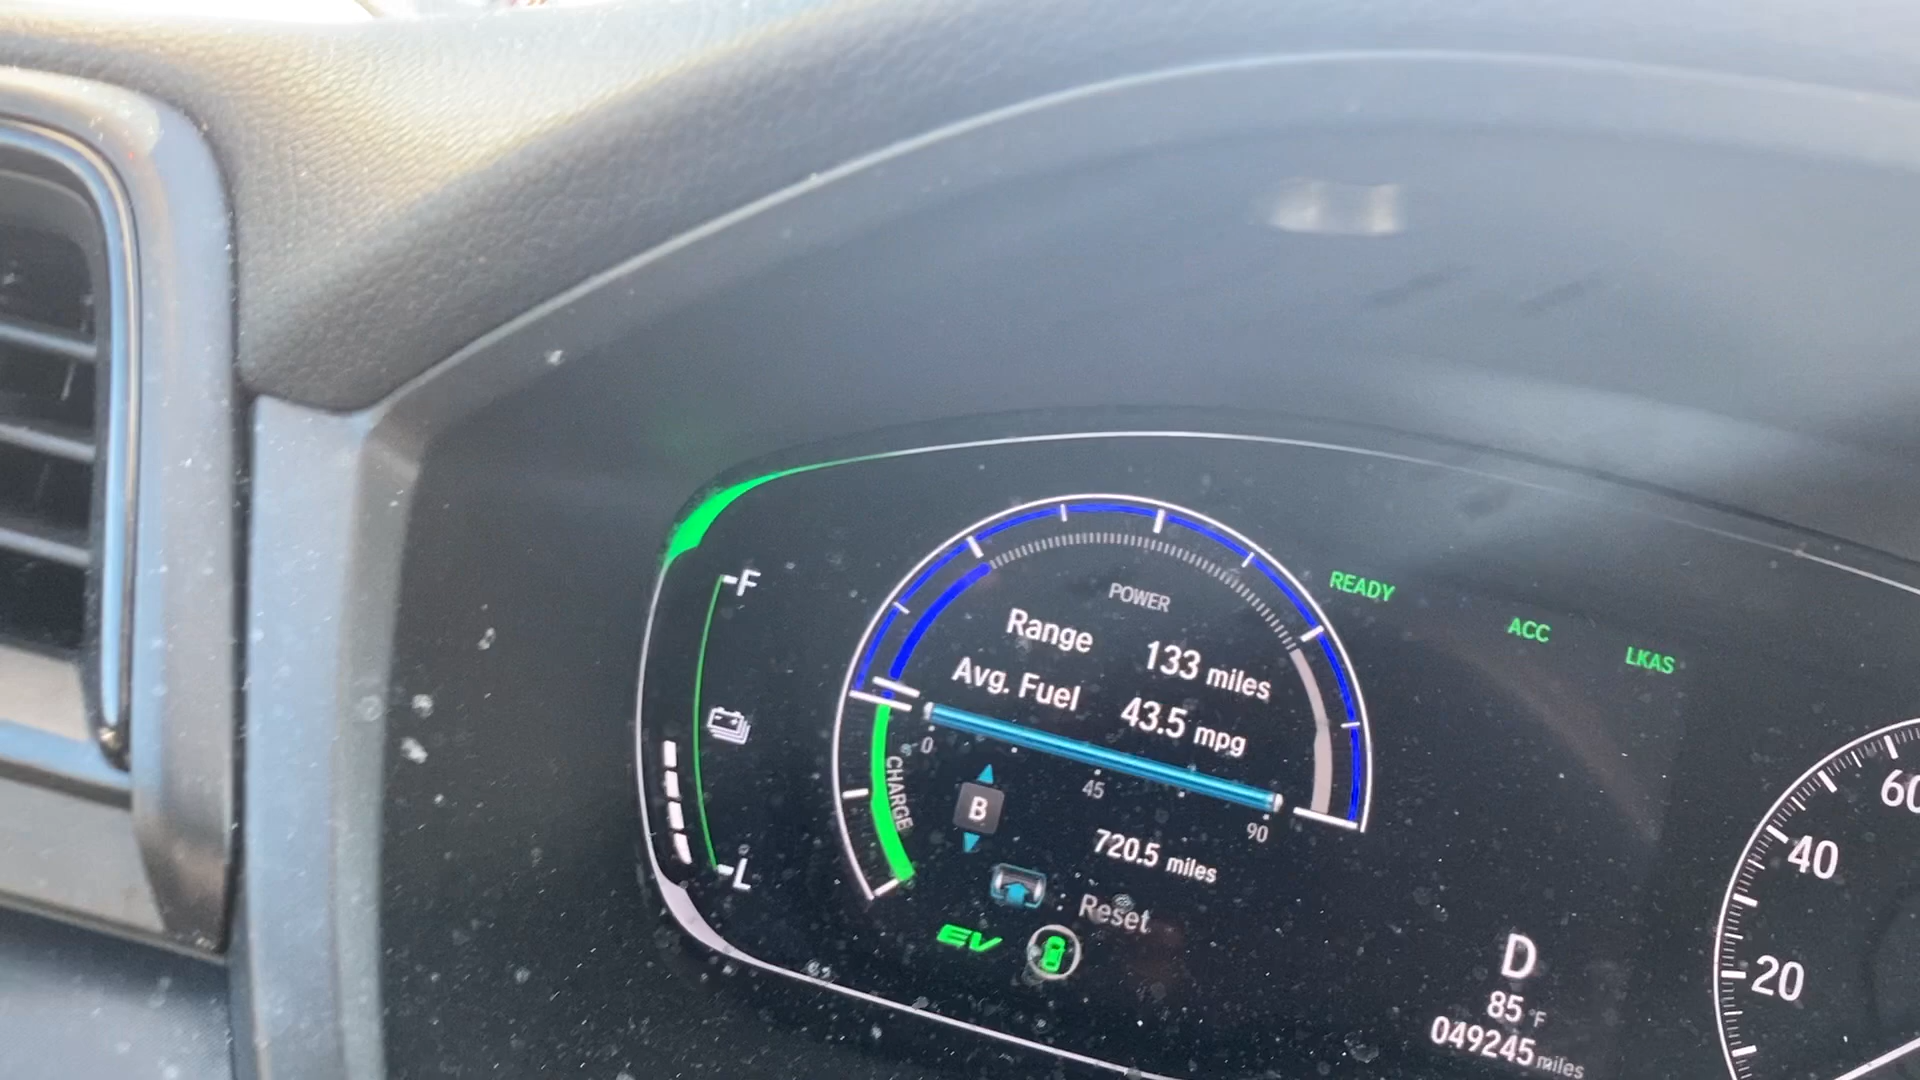 F
L
POWER
Range 133 miles
Avg. Fuel 43.5 mpg
0 45 90
CHARGE
B
720.5 miles
: Reset
EV
READY
ACC
LKAS
D
85 °F
049245 miles
60
40
20